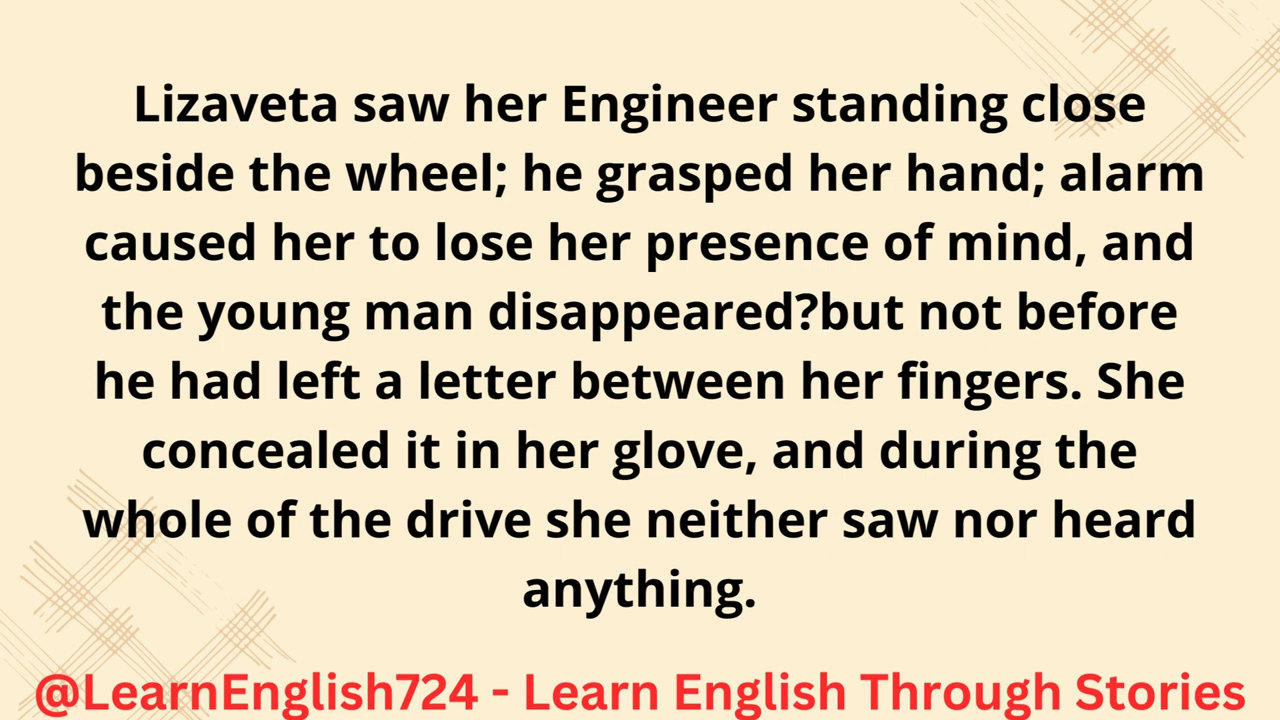 Lizaveta saw her Engineer standing close
beside the wheel; he grasped her hand; alarm
caused her to lose her presence of mind, and
the young man disappeared?but not before
he had left a letter between her fingers. She
concealed it in her glove, and during the
whole of the drive she neither saw nor heard
anything.
@LearnEnglish724 - Learn English Through Stories